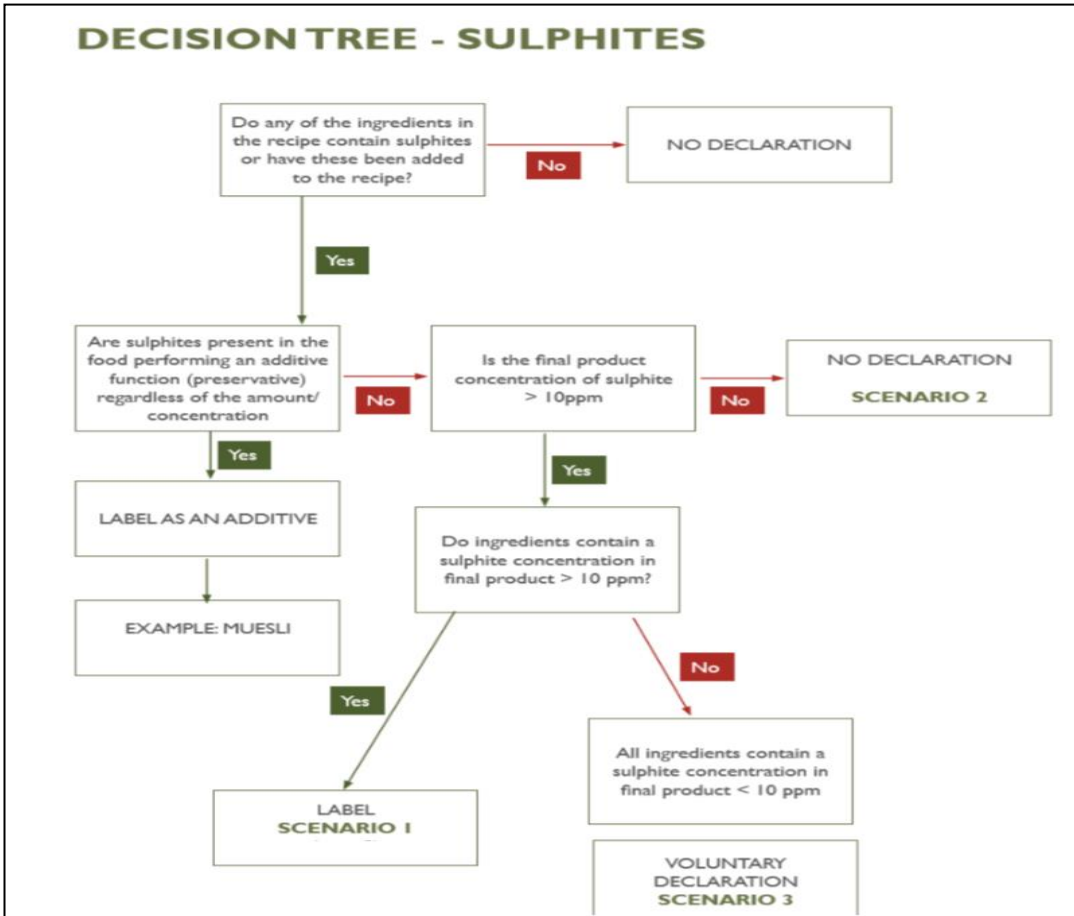 DECISION TREE - SULPHITES
Do any of the ingredients in
the recipe contain sulphites
or have these been added
to the recipe?
No
NO DECLARATION
Yes
Are sulphites present in the
food performing an additive
function (preservative)
regardless of the amount/
concentration
No
Is the final product
concentration of sulphite
> 10ppm
No
NO DECLARATION
SCENARIO 2
Yes
LABEL AS AN ADDITIVE
EXAMPLE: MUESLI
Yes
Do ingredients contain a
sulphite concentration in
final product > 10 ppm?
Yes
LABEL
SCENARIO 1
No
All ingredients contain a
sulphite concentration in
final product < 10 ppm
VOLUNTARY
DECLARATION
SCENARIO 3